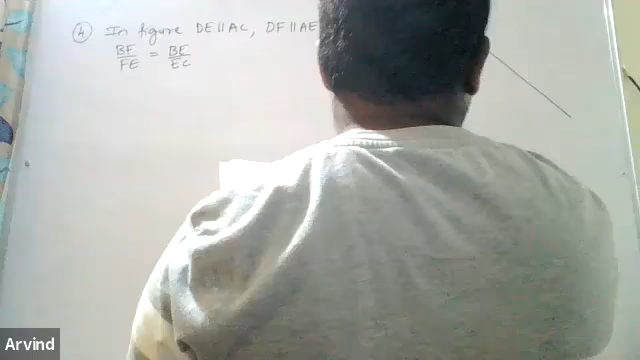 ④ In figure DE ∥ AC, DF ∥ AE
BF/FE = BE/EC
Arvind